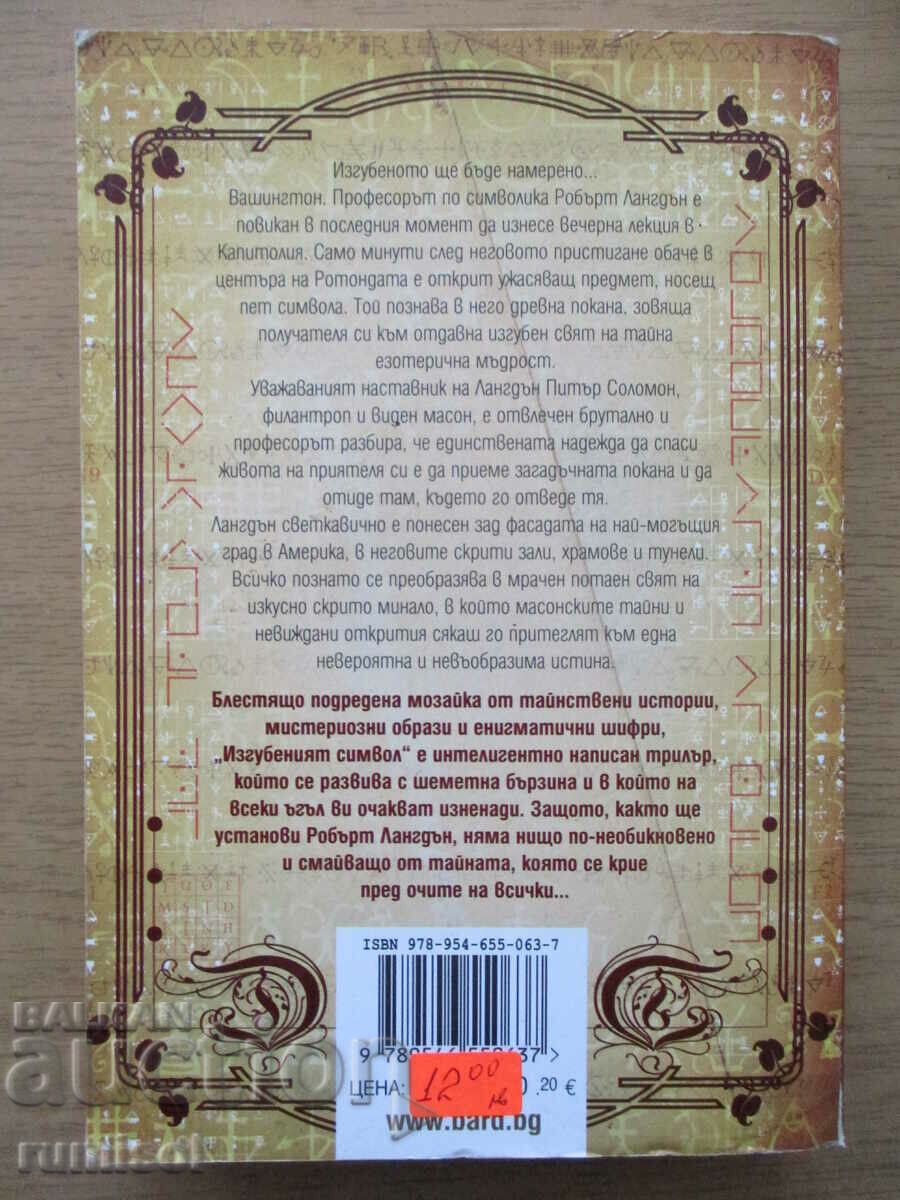 Изгубеното ще бъде намерено...
Вашингтон. Професорът по символика Робърт Лангдън е
повикан в последния момент да изнесе вечерна лекция в
Капитолия. Само минути след неговото пристигане обаче в
центъра на Ротондата е открит ужасяващ предмет, носещ
пет символа. Той познава в него древна покана, зовяща
получателя си към отдавна изгубен свят на тайна
езотерична мъдрост.
Уважаваният наставник на Лангдън Питър Соломон,
филантроп и виден масон, е отвлечен брутално и
професорът разбира, че единствената надежда да спаси
живота на приятеля си е да приеме загадъчната покана и да
отиде там, където го отведе тя.
Лангдън светкавично е понесен зад фасадата на най-могъщия
град в Америка, в неговите скрити зали, храмове и тунели.
Всичко познато се преобразява в мрачен потаен свят на
изкусно скрито минало, в който масонските тайни и
невиждани открития сякаш го притеглят към една
невероятна и невъобразима истина.
Блестящо подредена мозайка от тайнствени истории,
мистериозни образи и енигматични шифри,
„Изгубеният символ“ е интелигентно написан трилър,
който се развива с шеметна бързина и в който на
всеки ъгъл ви очакват изненади. Защото, както ще
установи Робърт Лангдън, няма нищо по-необикновено
и смайващо от тайната, която се крие
пред очите на всички...
ISBN 978-954-655-063-7
ЦЕНА: 12 00 лв .20 €
www.bard.bg
БАЛКАН
аукцион
rumisol